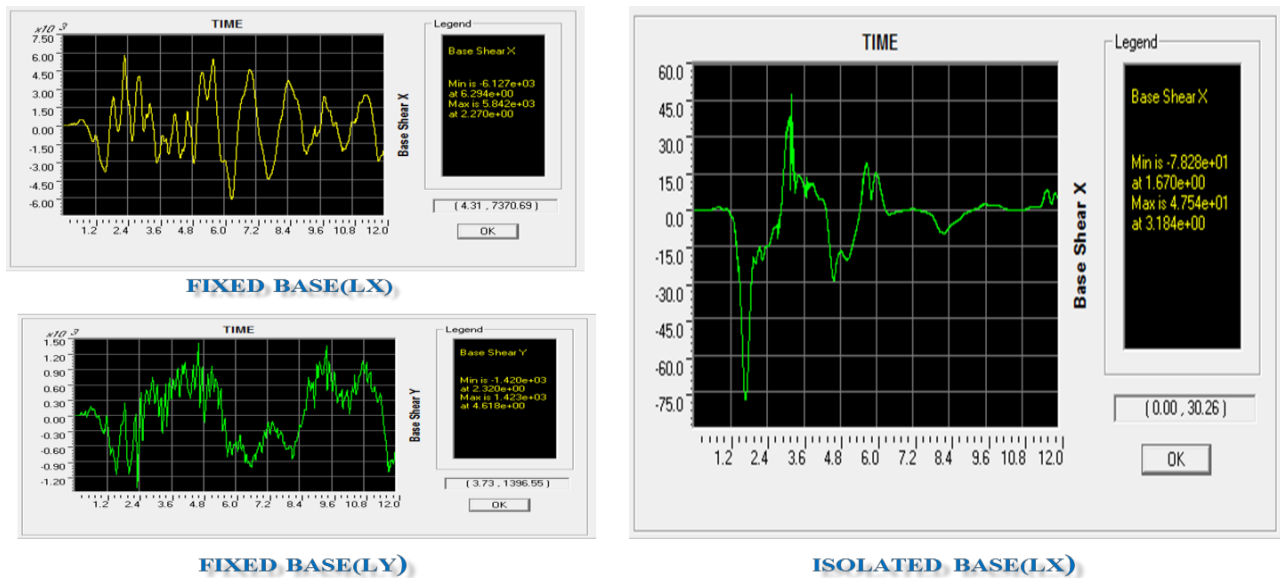 TIME
x10 3
7.50
6.00
4.50
3.00
1.50
0.00
-1.50
-3.00
-4.50
-6.00
1.2 2.4 3.6 4.8 6.0 7.2 8.4 9.6 10.8 12.0
Base Shear X
Legend
Base Shear X
Min is -6.127e+03
at 6.294e+00
Max is 5.842e+03
at 2.270e+00
( 4.31 , 7370.69 )
OK
FIXED BASE(LX)
TIME
x10 3
1.50
1.20
0.90
0.60
0.30
0.00
-0.30
-0.60
-0.90
-1.20
1.2 2.4 3.6 4.8 6.0 7.2 8.4 9.6 10.8 12.0
Base Shear Y
Legend
Base Shear Y
Min is -1.420e+03
at 2.320e+00
Max is 1.423e+03
at 4.618e+00
( 3.73 , 1396.55 )
OK
FIXED BASE(LY)
TIME
60.0
45.0
30.0
15.0
0.0
-15.0
-30.0
-45.0
-60.0
-75.0
1.2 2.4 3.6 4.8 6.0 7.2 8.4 9.6 10.8 12.0
Base Shear X
Legend
Base Shear X
Min is -7.828e+01
at 1.670e+00
Max is 4.754e+01
at 3.184e+00
( 0.00 , 30.26 )
OK
ISOLATED BASE(LX)